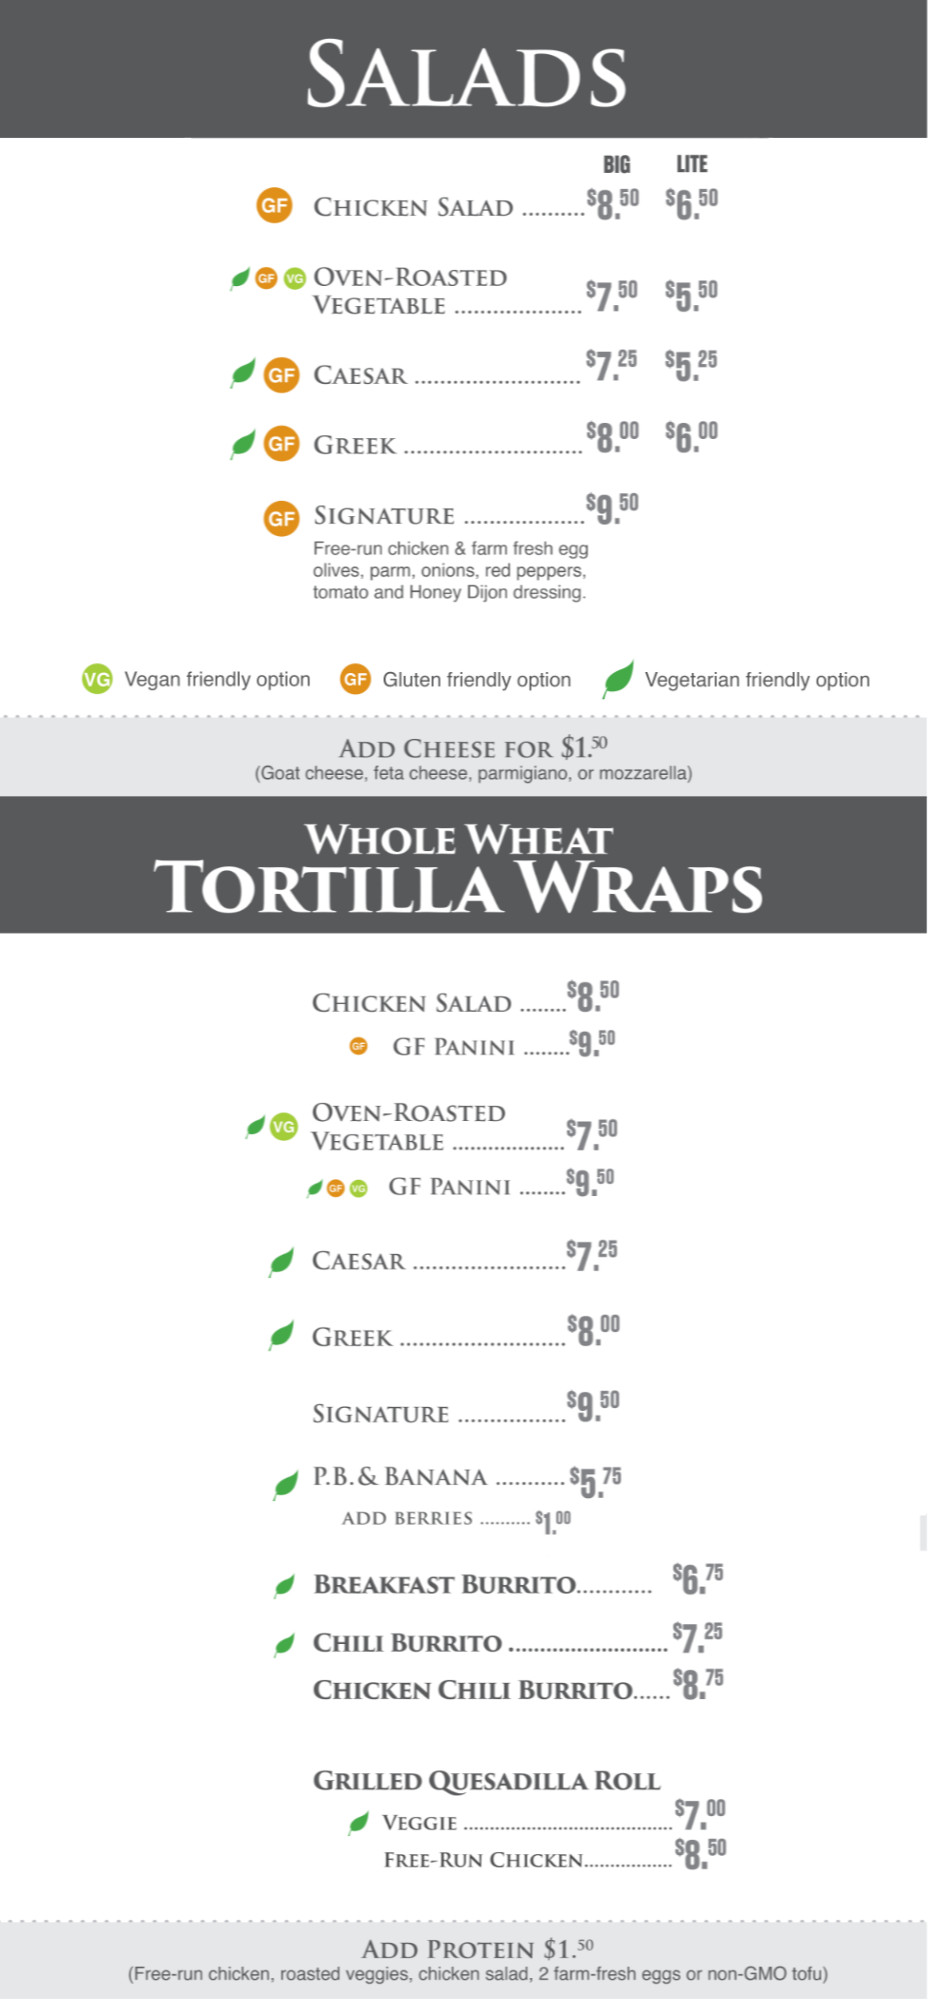 SALADS
BIG LITE
GF CHICKEN SALAD .......... $8.50 $6.50
GF VG OVEN-ROASTED
VEGETABLE .................... $7.50 $5.50
GF CAESAR .......................... $7.25 $5.25
GF GREEK ............................ $8.00 $6.00
GF SIGNATURE ................... $9.50
Free-run chicken & farm fresh egg
olives, parm, onions, red peppers,
tomato and Honey Dijon dressing.
VG Vegan friendly option GF Gluten friendly option Vegetarian friendly option
ADD CHEESE FOR $1.50
(Goat cheese, feta cheese, parmigiano, or mozzarella)
WHOLE WHEAT
TORTILLA WRAPS
CHICKEN SALAD ....... $8.50
GF GF PANINI ........ $9.50
OVEN-ROASTED
VG VEGETABLE .................. $7.50
GF VG GF PANINI ........ $9.50
CAESAR ........................ $7.25
GREEK .......................... $8.00
SIGNATURE ................. $9.50
P.B. & BANANA ........... $5.75
ADD BERRIES .......... $1.00
BREAKFAST BURRITO............ $6.75
CHILI BURRITO ......................... $7.25
CHICKEN CHILI BURRITO...... $8.75
GRILLED QUESADILLA ROLL
VEGGIE ........................................ $7.00
FREE-RUN CHICKEN................. $8.50
ADD PROTEIN $1.50
(Free-run chicken, roasted veggies, chicken salad, 2 farm-fresh eggs or non-GMO tofu)